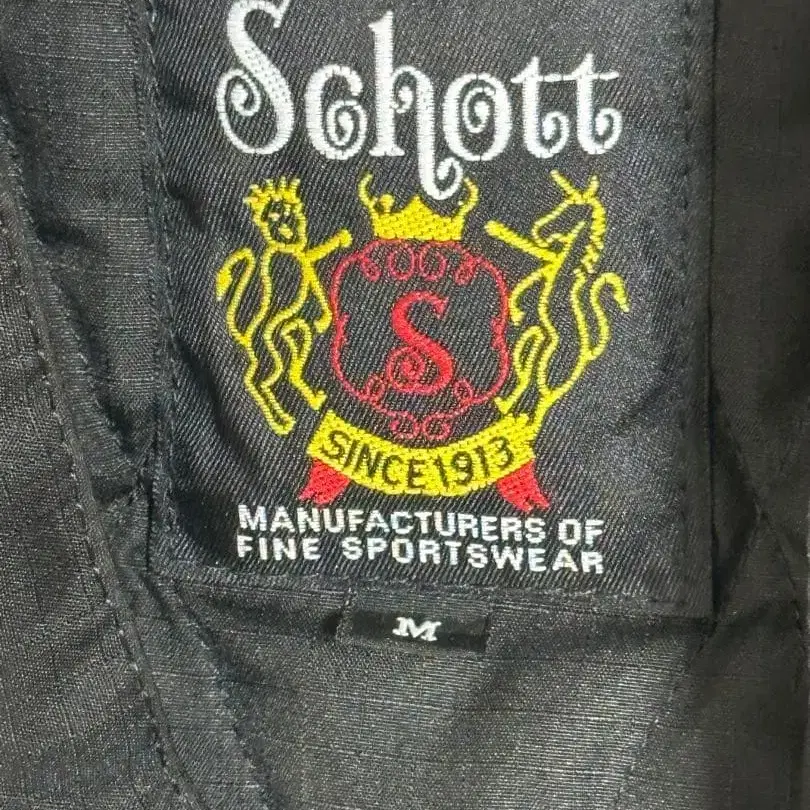 Schott
S
SINCE 1913
MANUFACTURERS OF
FINE SPORTSWEAR
M